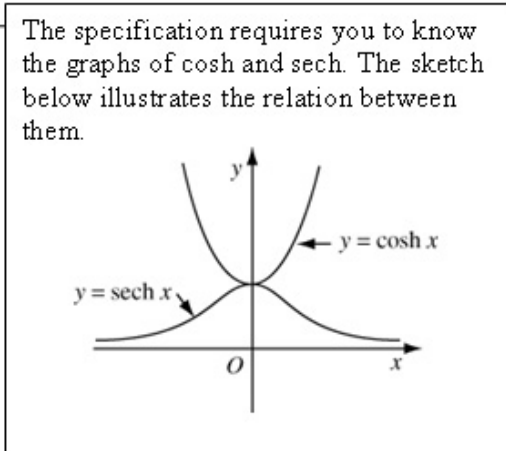 The specification requires you to know
the graphs of cosh and sech. The sketch
below illustrates the relation between
them.
y
y = cosh x
y = sech x
O
x